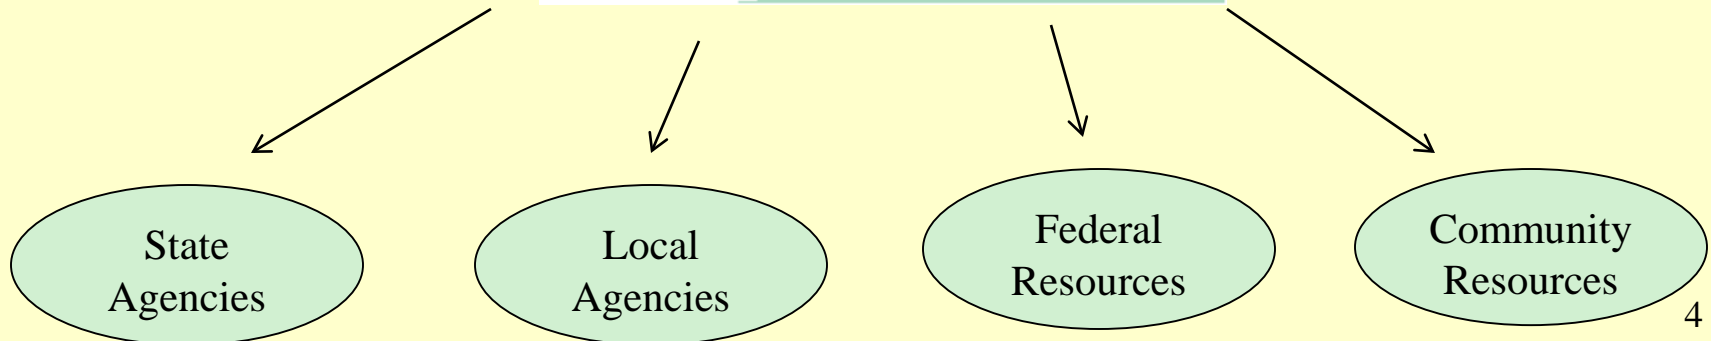 State
Agencies
Local
Agencies
Federal
Resources
Community
Resources
4